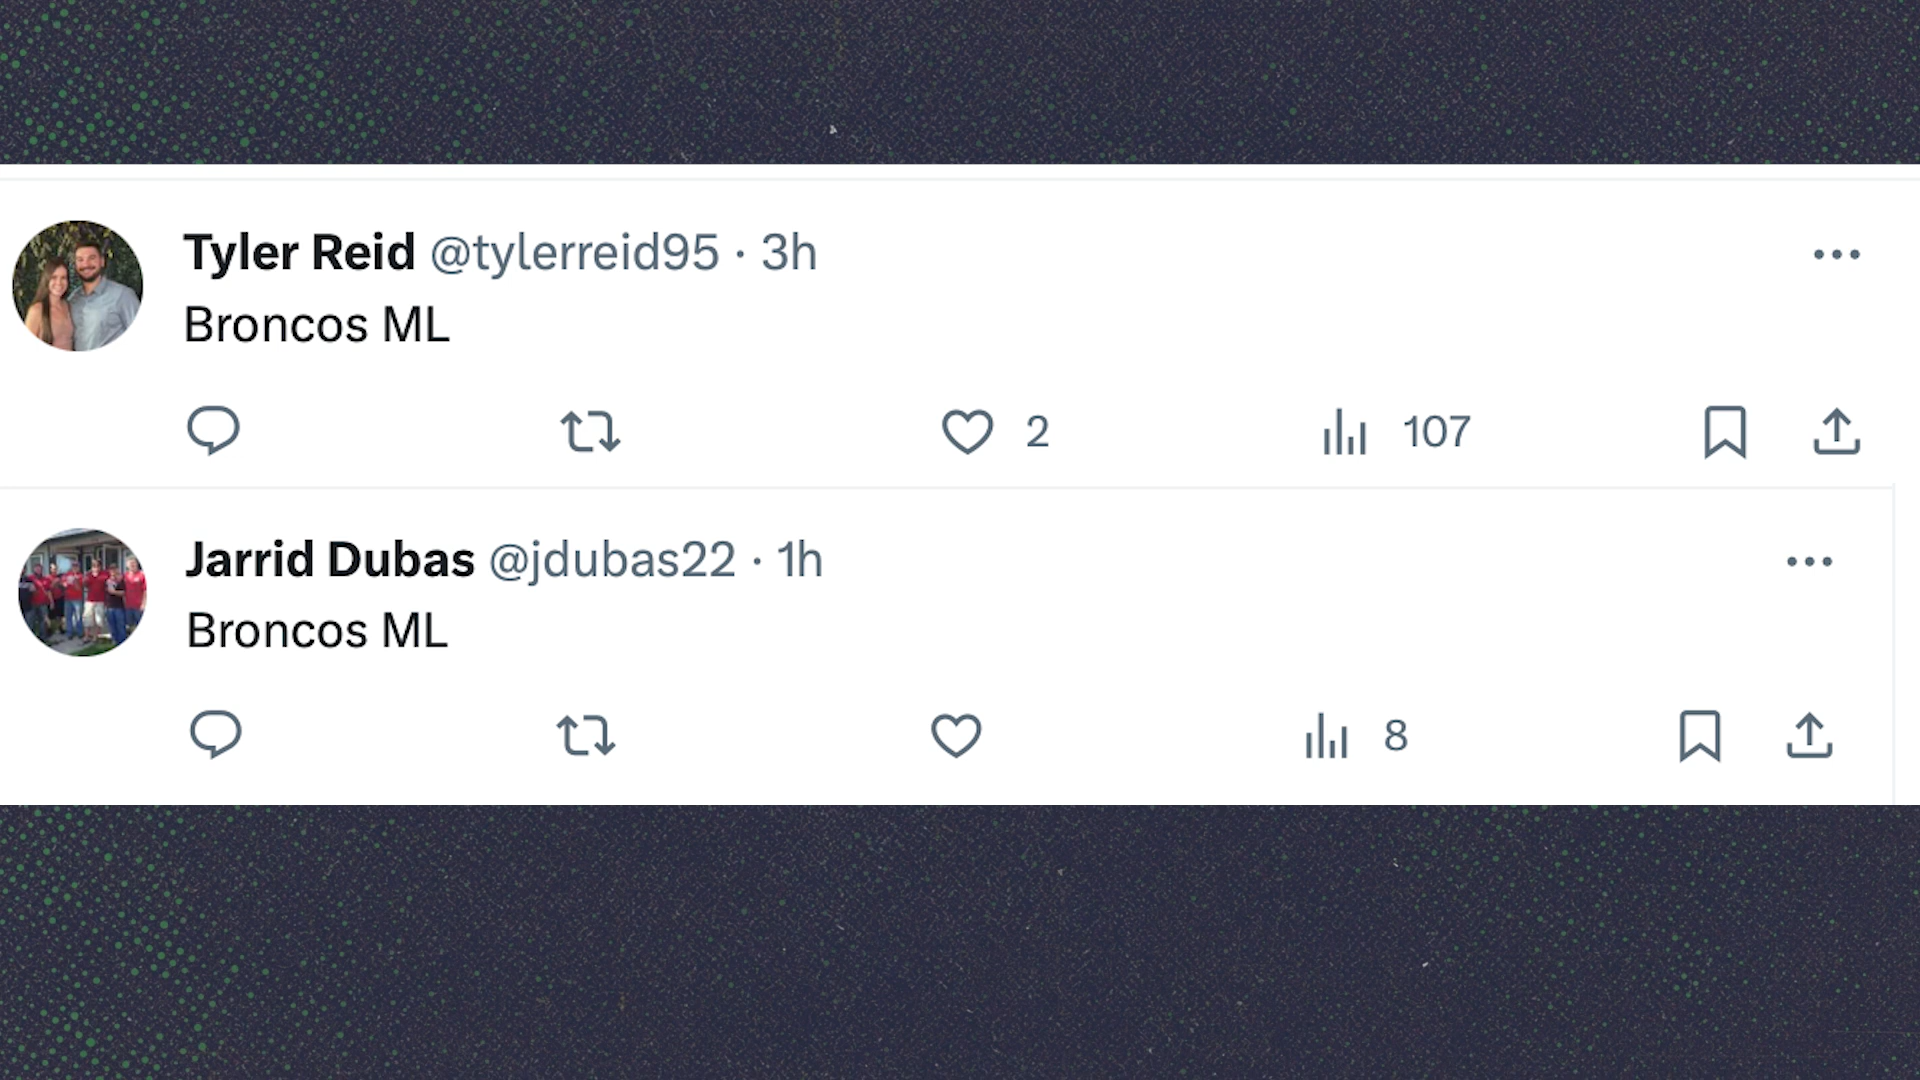 Tyler Reid @tylerreid95 · 3h
Broncos ML
2 107
Jarrid Dubas @jdubas22 · 1h
Broncos ML
8